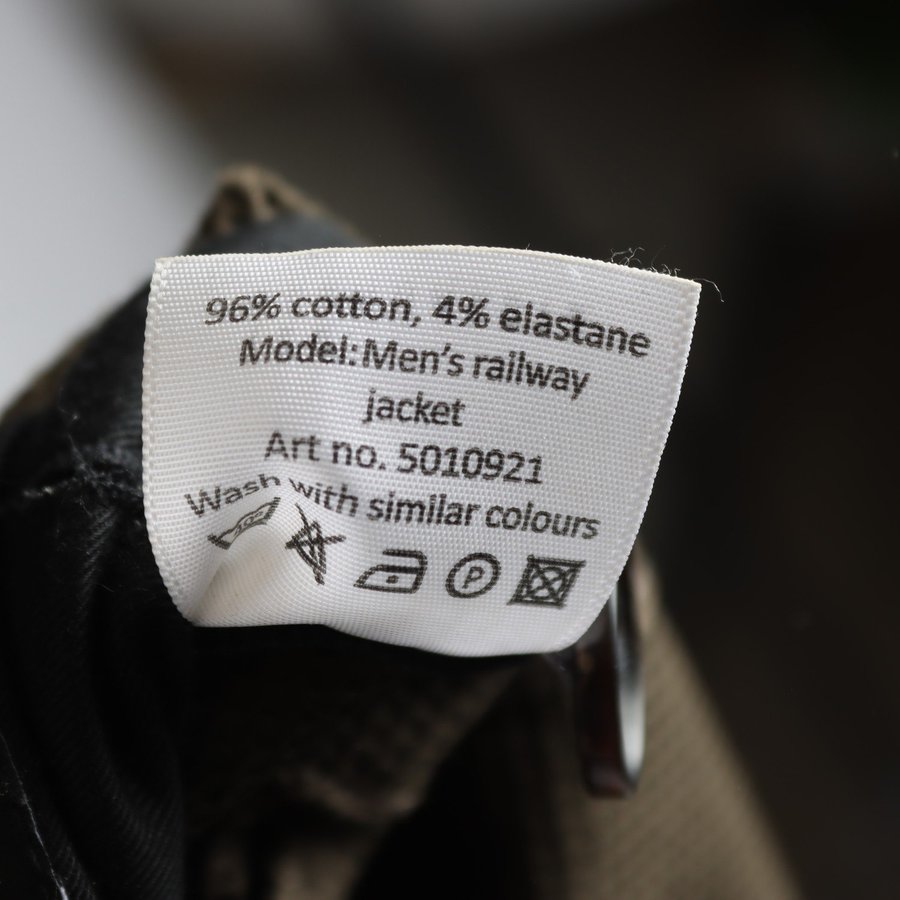 96% cotton, 4% elastane
Model: Men's railway
jacket
Art no. 5010921
Wash with similar colours
P